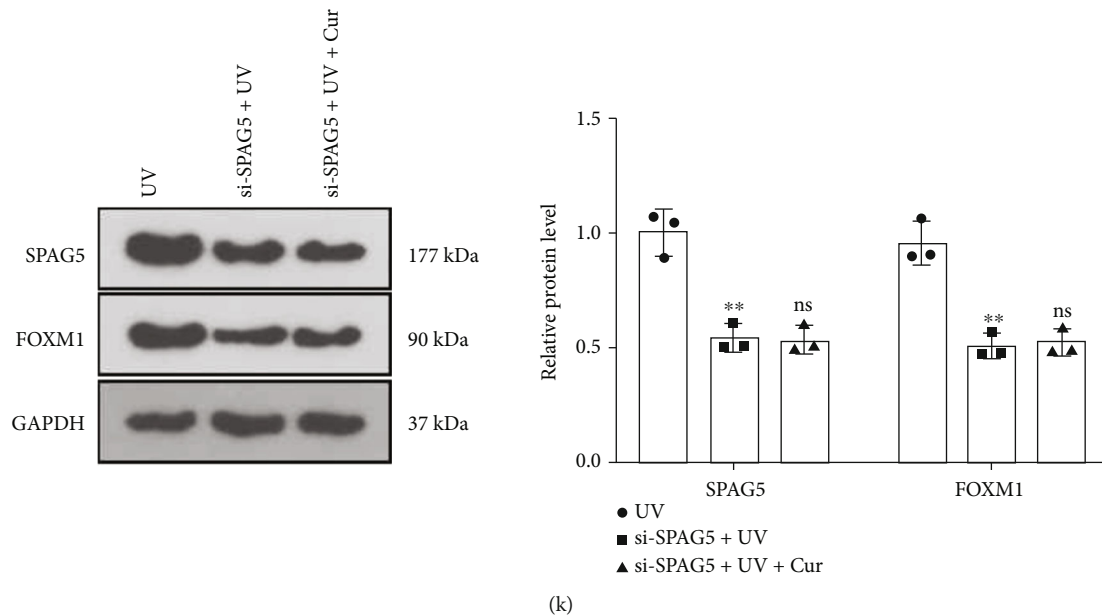 UV
si-SPAG5 + UV
si-SPAG5 + UV + Cur
SPAG5
177 kDa
FOXM1
90 kDa
GAPDH
37 kDa
Relative protein level
1.5
1.0
0.5
0.0
**
ns
**
ns
SPAG5
FOXM1
UV
si-SPAG5 + UV
si-SPAG5 + UV + Cur
(k)